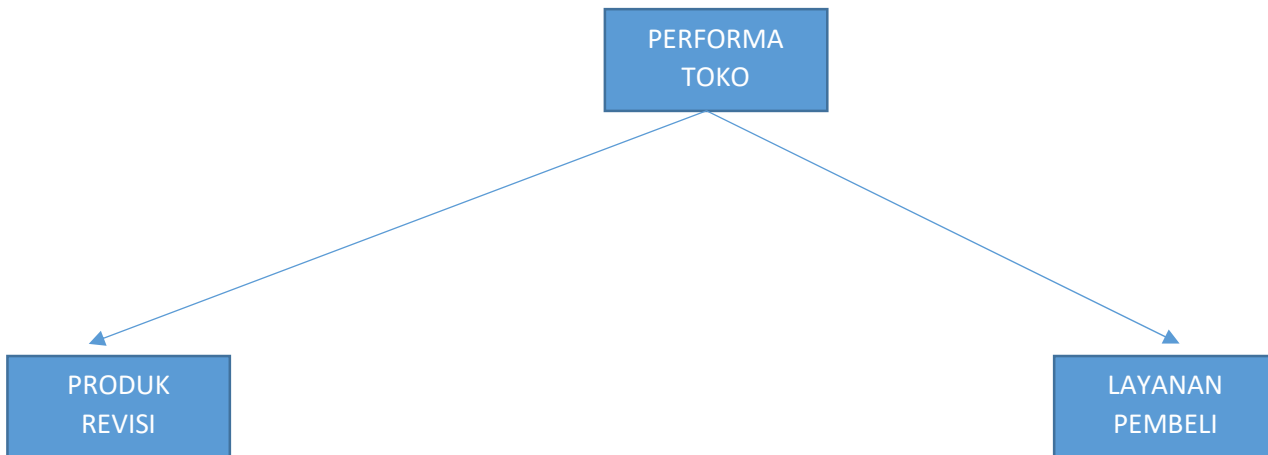 PERFORMA
TOKO
PRODUK
REVISI
LAYANAN
PEMBELI